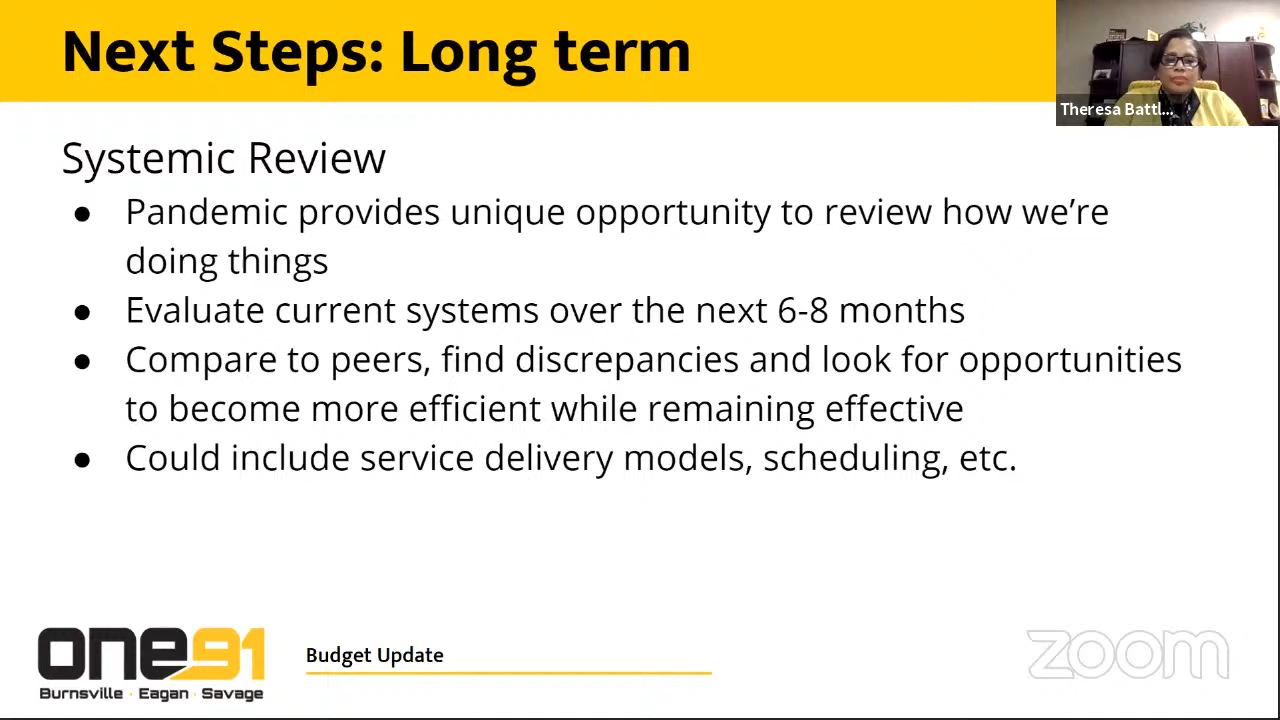 Next Steps: Long term
Theresa Battl...
Systemic Review
● Pandemic provides unique opportunity to review how we’re
doing things
● Evaluate current systems over the next 6-8 months
● Compare to peers, find discrepancies and look for opportunities
to become more efficient while remaining effective
● Could include service delivery models, scheduling, etc.
one91
Burnsville · Eagan · Savage
Budget Update
zoom